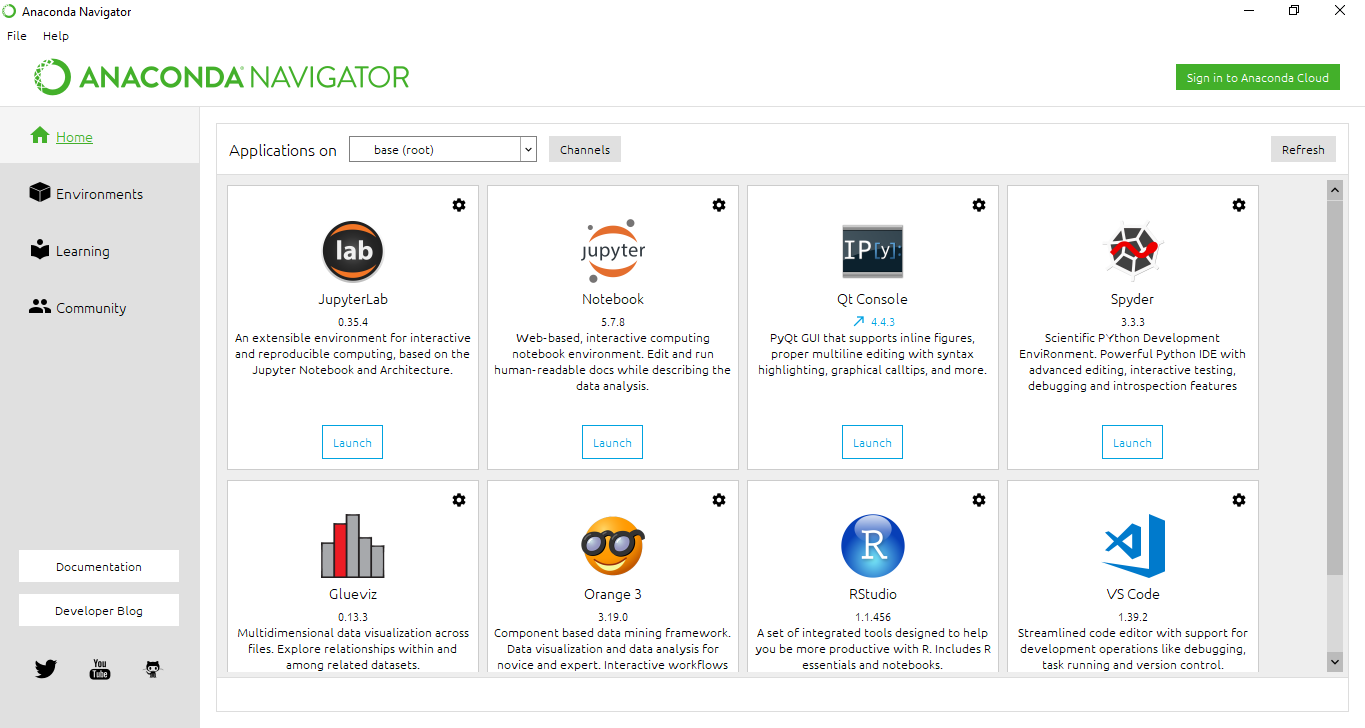 Anaconda Navigator
File Help
ANACONDA NAVIGATOR
Sign in to Anaconda Cloud
Home
Environments
Learning
Community
Documentation
Developer Blog
You
Tube
Applications on
base (root)
Channels
Refresh
lab
JupyterLab
0.35.4
An extensible environment for interactive
and reproducible computing, based on the
Jupyter Notebook and Architecture.
Launch
jupyter
Notebook
5.7.8
Web-based, interactive computing
notebook environment. Edit and run
human-readable docs while describing the
data analysis.
Launch
IP[y]:
Qt Console
4.4.3
PyQt GUI that supports inline figures,
proper multiline editing with syntax
highlighting, graphical calltips, and more.
Launch
Spyder
3.3.3
Scientific PYthon Development
EnviRonment. Powerful Python IDE with
advanced editing, interactive testing,
debugging and introspection features
Launch
Glueviz
0.13.3
Multidimensional data visualization across
files. Explore relationships within and
among related datasets.
Orange 3
3.19.0
Component based data mining framework.
Data visualization and data analysis for
novice and expert. Interactive workflows
R
RStudio
1.1.456
A set of integrated tools designed to help
you be more productive with R. Includes R
essentials and notebooks.
VS Code
1.39.2
Streamlined code editor with support for
development operations like debugging,
task running and version control.